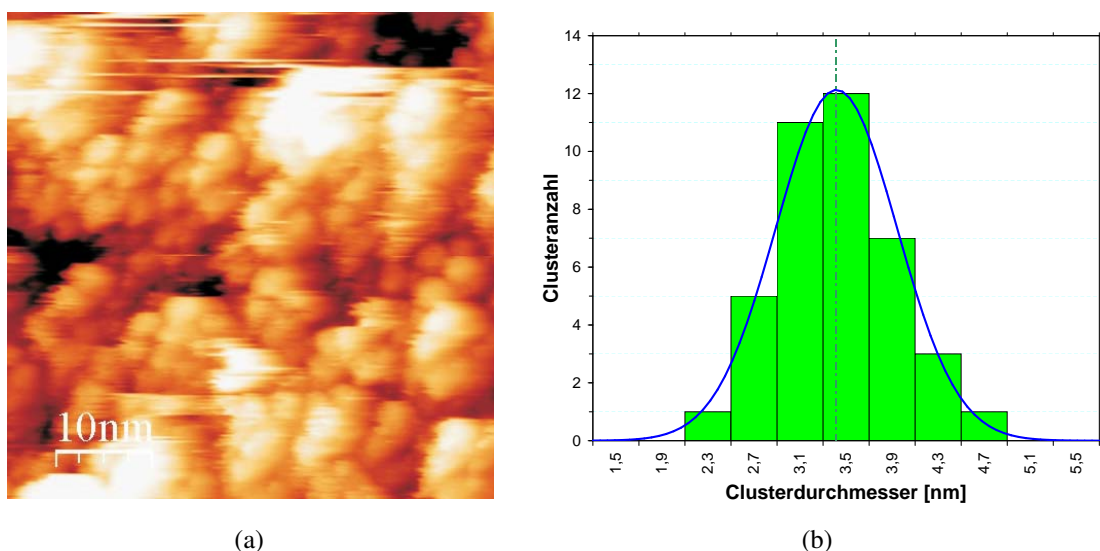 10nm
14
12
10
8
6
4
2
0
Clusteranzahl
1,5 1,9 2,3 2,7 3,1 3,5 3,9 4,3 4,7 5,1 5,5
Clusterdurchmesser [nm]
(a) (b)